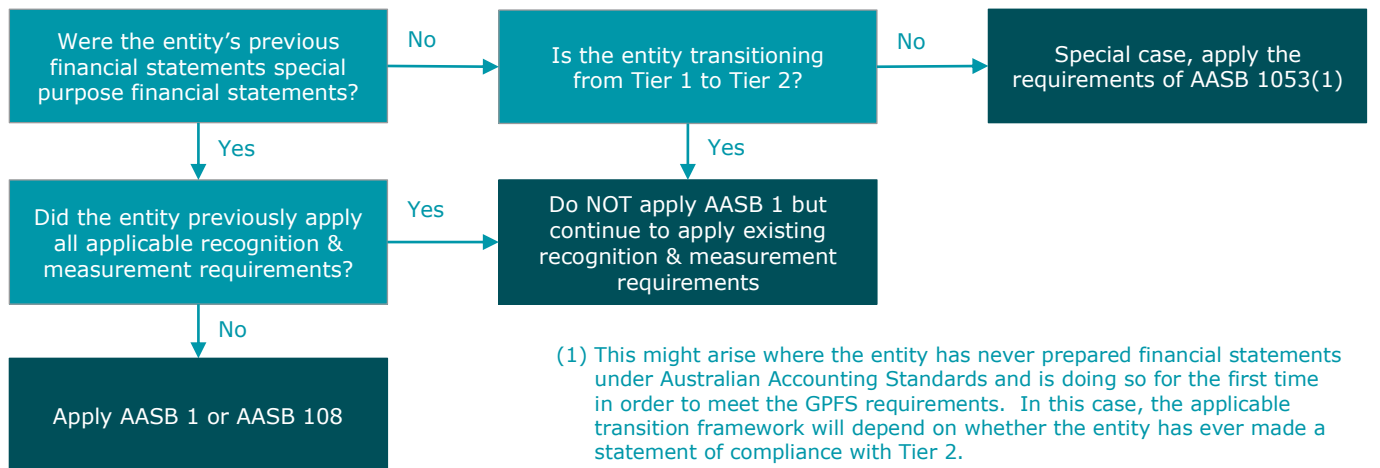 Were the entity's previous
financial statements special
purpose financial statements?
No
Is the entity transitioning
from Tier 1 to Tier 2?
No
Special case, apply the
requirements of AASB 1053(1)
Yes
Yes
Did the entity previously apply
all applicable recognition &
measurement requirements?
Yes
Do NOT apply AASB 1 but
continue to apply existing
recognition & measurement
requirements
No
Apply AASB 1 or AASB 108
(1) This might arise where the entity has never prepared financial statements
under Australian Accounting Standards and is doing so for the first time
in order to meet the GPFS requirements.  In this case, the applicable
transition framework will depend on whether the entity has ever made a
statement of compliance with Tier 2.